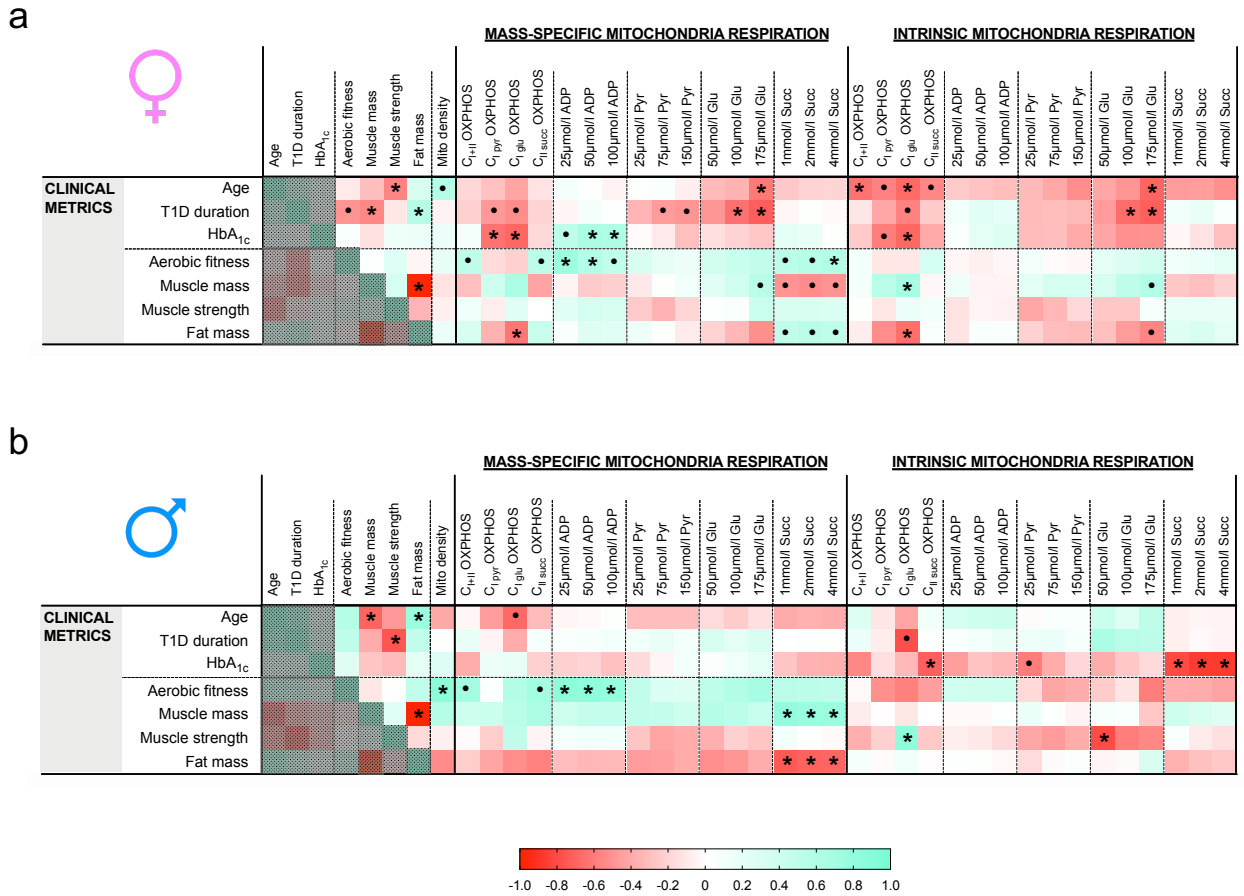 a
MASS-SPECIFIC MITOCHONDRIA RESPIRATION
INTRINSIC MITOCHONDRIA RESPIRATION
Age
T1D duration
HbA1c
Aerobic fitness
Muscle mass
Muscle strength
Fat mass
Mito density
CI+II OXPHOS
CI pyr OXPHOS
CI glu OXPHOS
CII succ OXPHOS
25µmol/l ADP
50µmol/l ADP
100µmol/l ADP
25µmol/l Pyr
75µmol/l Pyr
150µmol/l Pyr
50µmol/l Glu
100µmol/l Glu
175µmol/l Glu
1mmol/l Succ
2mmol/l Succ
4mmol/l Succ
CI+II OXPHOS
CI pyr OXPHOS
CI glu OXPHOS
CII succ OXPHOS
25µmol/l ADP
50µmol/l ADP
100µmol/l ADP
25µmol/l Pyr
75µmol/l Pyr
150µmol/l Pyr
50µmol/l Glu
100µmol/l Glu
175µmol/l Glu
1mmol/l Succ
2mmol/l Succ
4mmol/l Succ
CLINICAL
METRICS
Age
T1D duration
HbA1c
Aerobic fitness
Muscle mass
Muscle strength
Fat mass
b
MASS-SPECIFIC MITOCHONDRIA RESPIRATION
INTRINSIC MITOCHONDRIA RESPIRATION
Age
T1D duration
HbA1c
Aerobic fitness
Muscle mass
Muscle strength
Fat mass
Mito density
CI+II OXPHOS
CI pyr OXPHOS
CI glu OXPHOS
CII succ OXPHOS
25µmol/l ADP
50µmol/l ADP
100µmol/l ADP
25µmol/l Pyr
75µmol/l Pyr
150µmol/l Pyr
50µmol/l Glu
100µmol/l Glu
175µmol/l Glu
1mmol/l Succ
2mmol/l Succ
4mmol/l Succ
CI+II OXPHOS
CI pyr OXPHOS
CI glu OXPHOS
CII succ OXPHOS
25µmol/l ADP
50µmol/l ADP
100µmol/l ADP
25µmol/l Pyr
75µmol/l Pyr
150µmol/l Pyr
50µmol/l Glu
100µmol/l Glu
175µmol/l Glu
1mmol/l Succ
2mmol/l Succ
4mmol/l Succ
CLINICAL
METRICS
Age
T1D duration
HbA1c
Aerobic fitness
Muscle mass
Muscle strength
Fat mass
-1.0 -0.8 -0.6 -0.4 -0.2 0 0.2 0.4 0.6 0.8 1.0